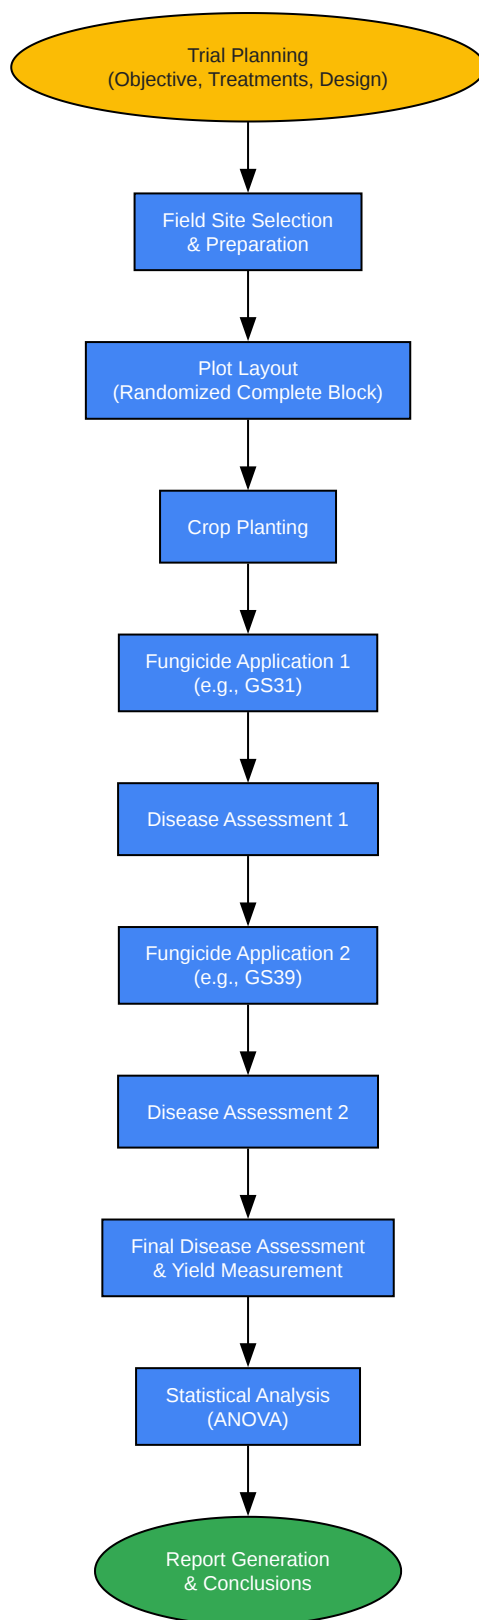 Trial Planning
(Objective, Treatments, Design)
Field Site Selection
& Preparation
Plot Layout
(Randomized Complete Block)
Crop Planting
Fungicide Application 1
(e.g., GS31)
Disease Assessment 1
Fungicide Application 2
(e.g., GS39)
Disease Assessment 2
Final Disease Assessment
& Yield Measurement
Statistical Analysis
(ANOVA)
Report Generation
& Conclusions